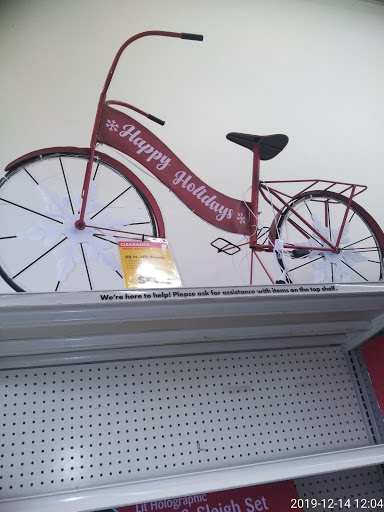 Happy Holidays
CLEARANCE
We're here to help! Please ask for assistance with items on the top shelf.
Lit Holographic
Sleigh Set
2019-12-14 12:04